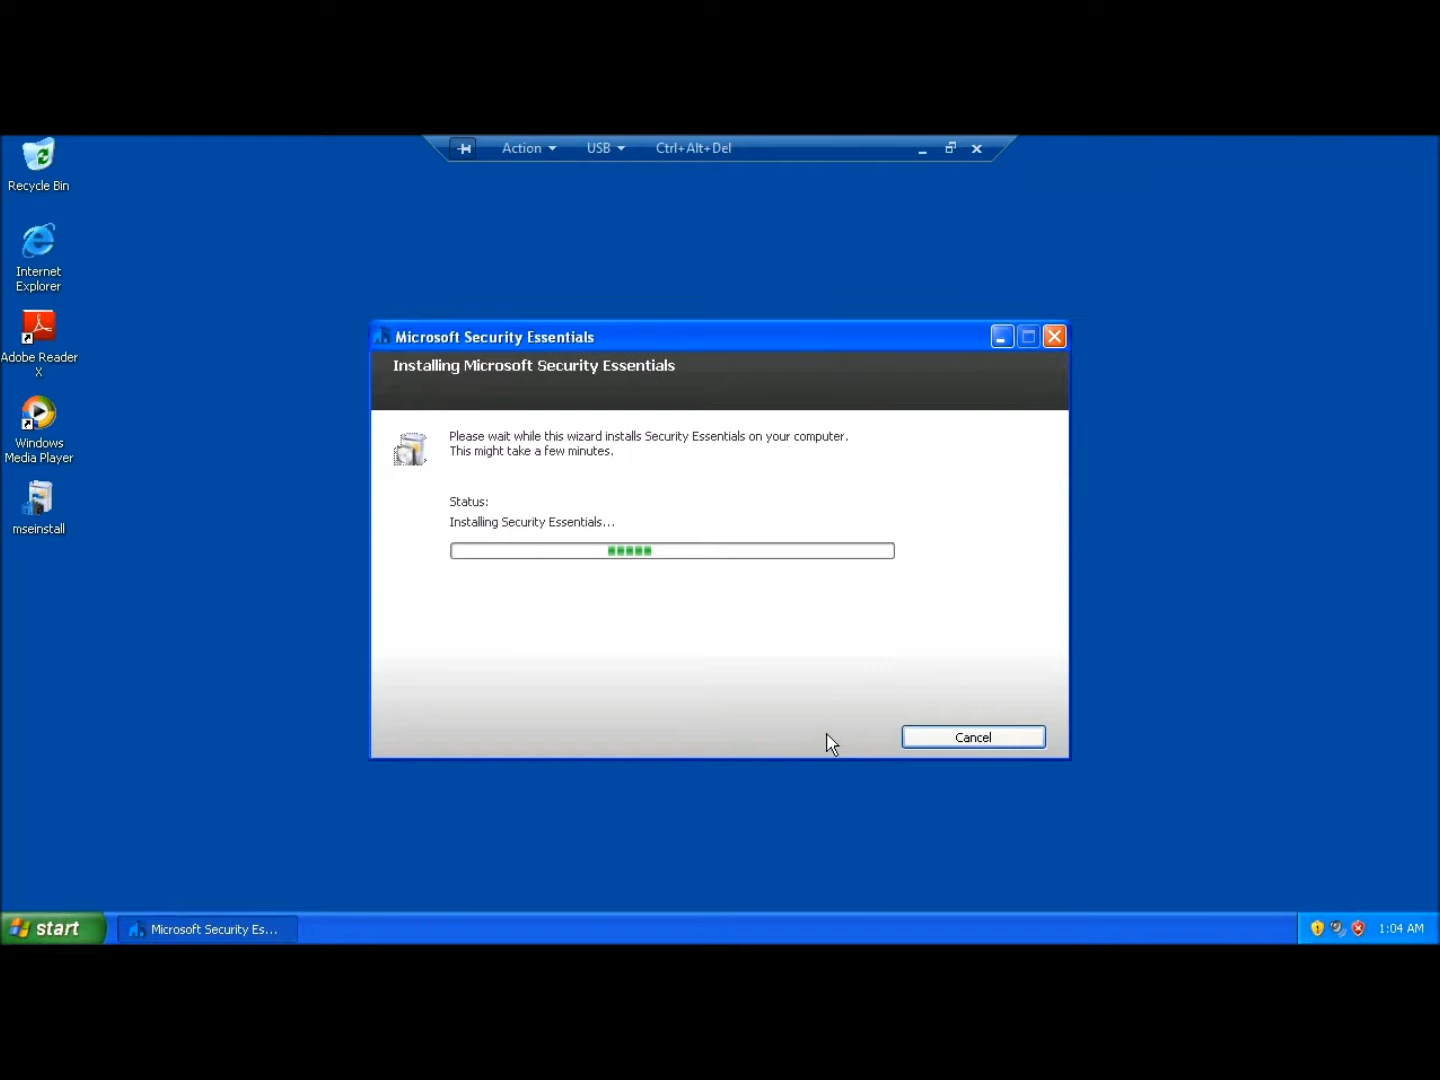 Action
USB
Ctrl+Alt+Del
Recycle Bin
Internet
Explorer
Adobe Reader
X
Windows
Media Player
mseinstall
Microsoft Security Essentials
Installing Microsoft Security Essentials
Please wait while this wizard installs Security Essentials on your computer.
This might take a few minutes.
Status:
Installing Security Essentials...
Cancel
start
Microsoft Security Es...
1:04 AM